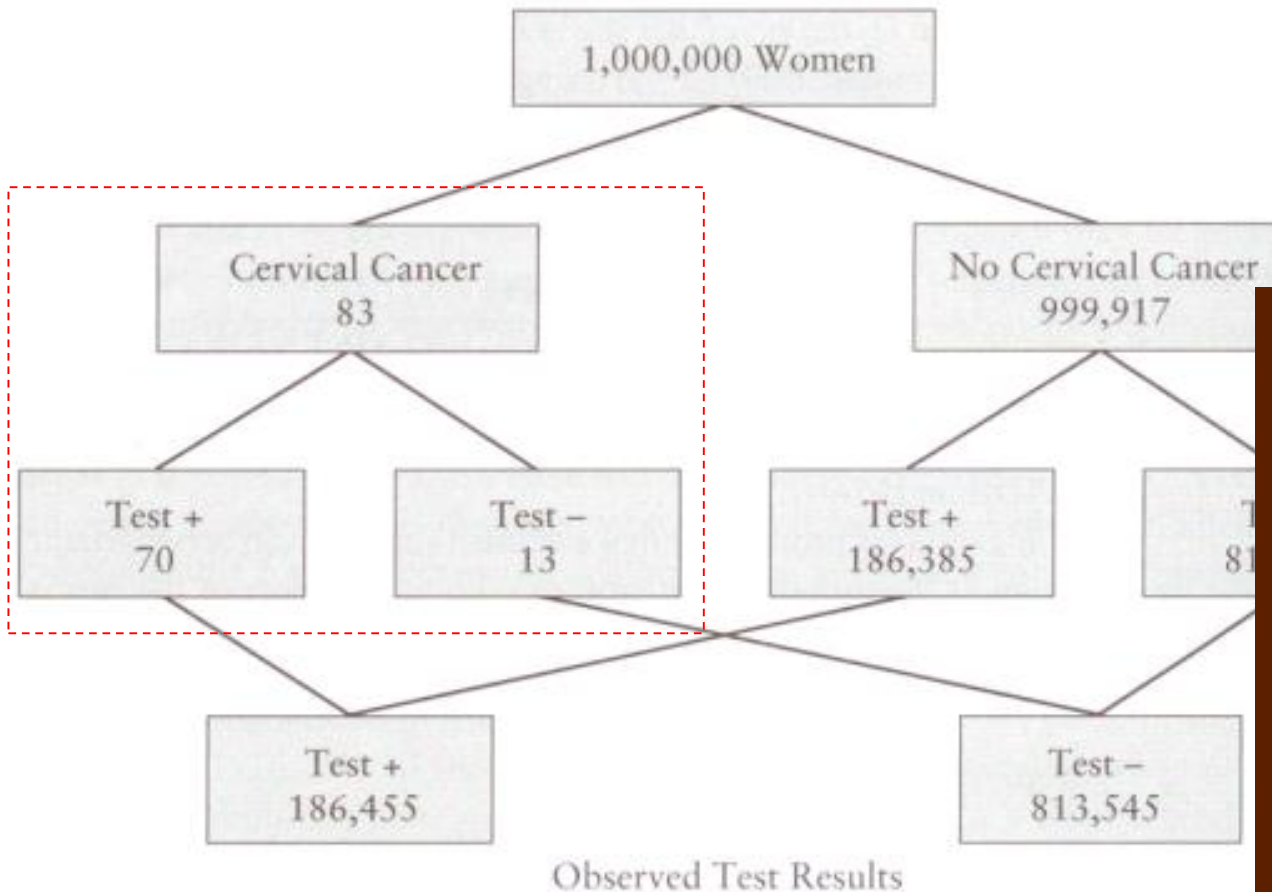 1,000,000 Women
Cervical Cancer
83
No Cervical Cancer
999,917
Test +
70
Test –
13
Test +
186,385
Test +
186,455
Test –
813,545
Observed Test Results